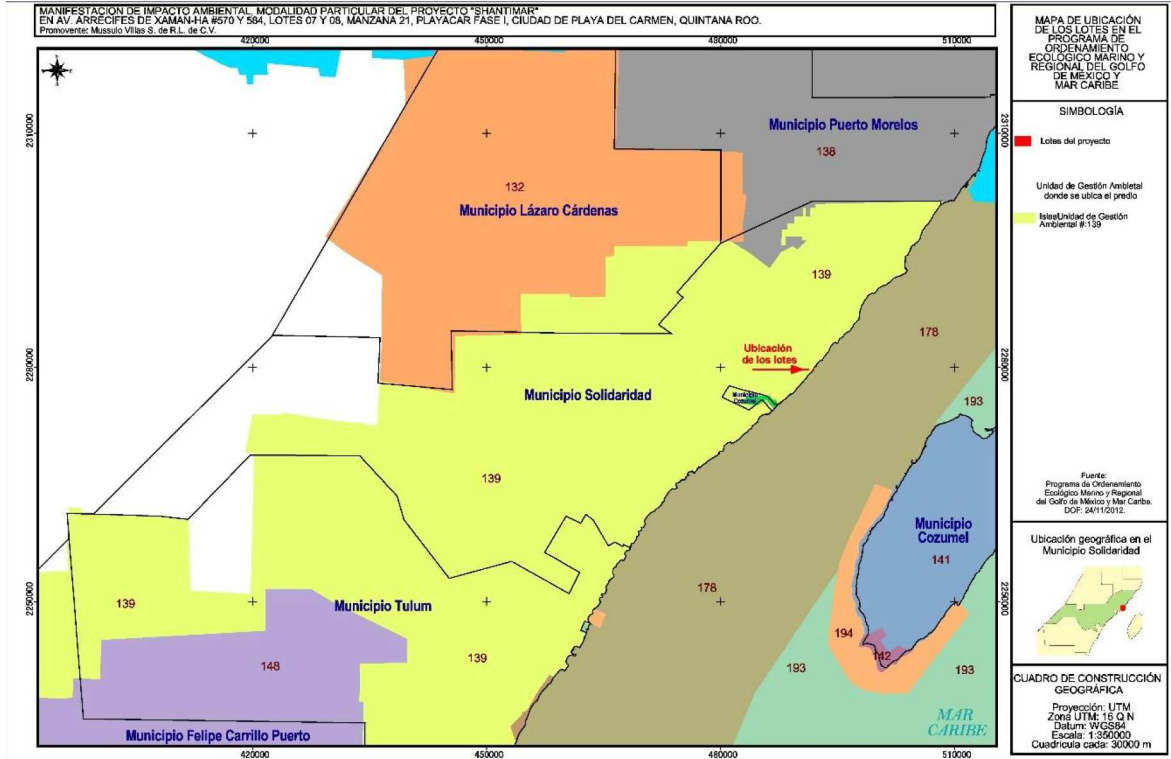 MANIFESTACIÓN DE IMPACTO AMBIENTAL, MODALIDAD PARTICULAR DEL PROYECTO "SHANTIMAR"
EN AV. ARRECIFES DE XAMAN-HA #570 Y 584, LOTES 07 Y 08, MANZANA 21, PLAYACAR FASE I, CIUDAD DE PLAYA DEL CARMEN, QUINTANA ROO.
Promovente: Mussulo Villas S. de R.L. de C.V.
420000 450000 480000 510000
2310000
2280000
2250000
Municipio Puerto Morelos
138
132
Municipio Lázaro Cárdenas
139
178
Ubicación
de los lotes
Municipio Solidaridad
Municipio
Cozumel
193
139
Municipio
Cozumel
141
178
139
Municipio Tulum
194
142
148
139
193
193
MAR
CARIBE
Municipio Felipe Carrillo Puerto
420000 450000 480000 510000
2310000
2280000
2250000
MAPA DE UBICACIÓN
DE LOS LOTES EN EL
PROGRAMA DE
ORDENAMIENTO
ECOLÓGICO MARINO Y
REGIONAL DEL GOLFO
DE MÉXICO Y
MAR CARIBE
SIMBOLOGÍA
Lotes del proyecto
Unidad de Gestión Ambietal
donde se ubica el predio
Islas/Unidad de Gestión
Ambiental #:139
Fuente:
Programa de Ordenamiento
Ecológico Marino y Regional
del Golfo de México y Mar Caribe.
DOF: 24/11/2012.
Ubicación geográfica en el
Municipio Solidaridad
CUADRO DE CONSTRUCCIÓN
GEOGRÁFICA
Proyección: UTM
Zona UTM: 16 Q N
Datum: WGS84
Escala: 1:350000
Cuadrícula cada: 30000 m